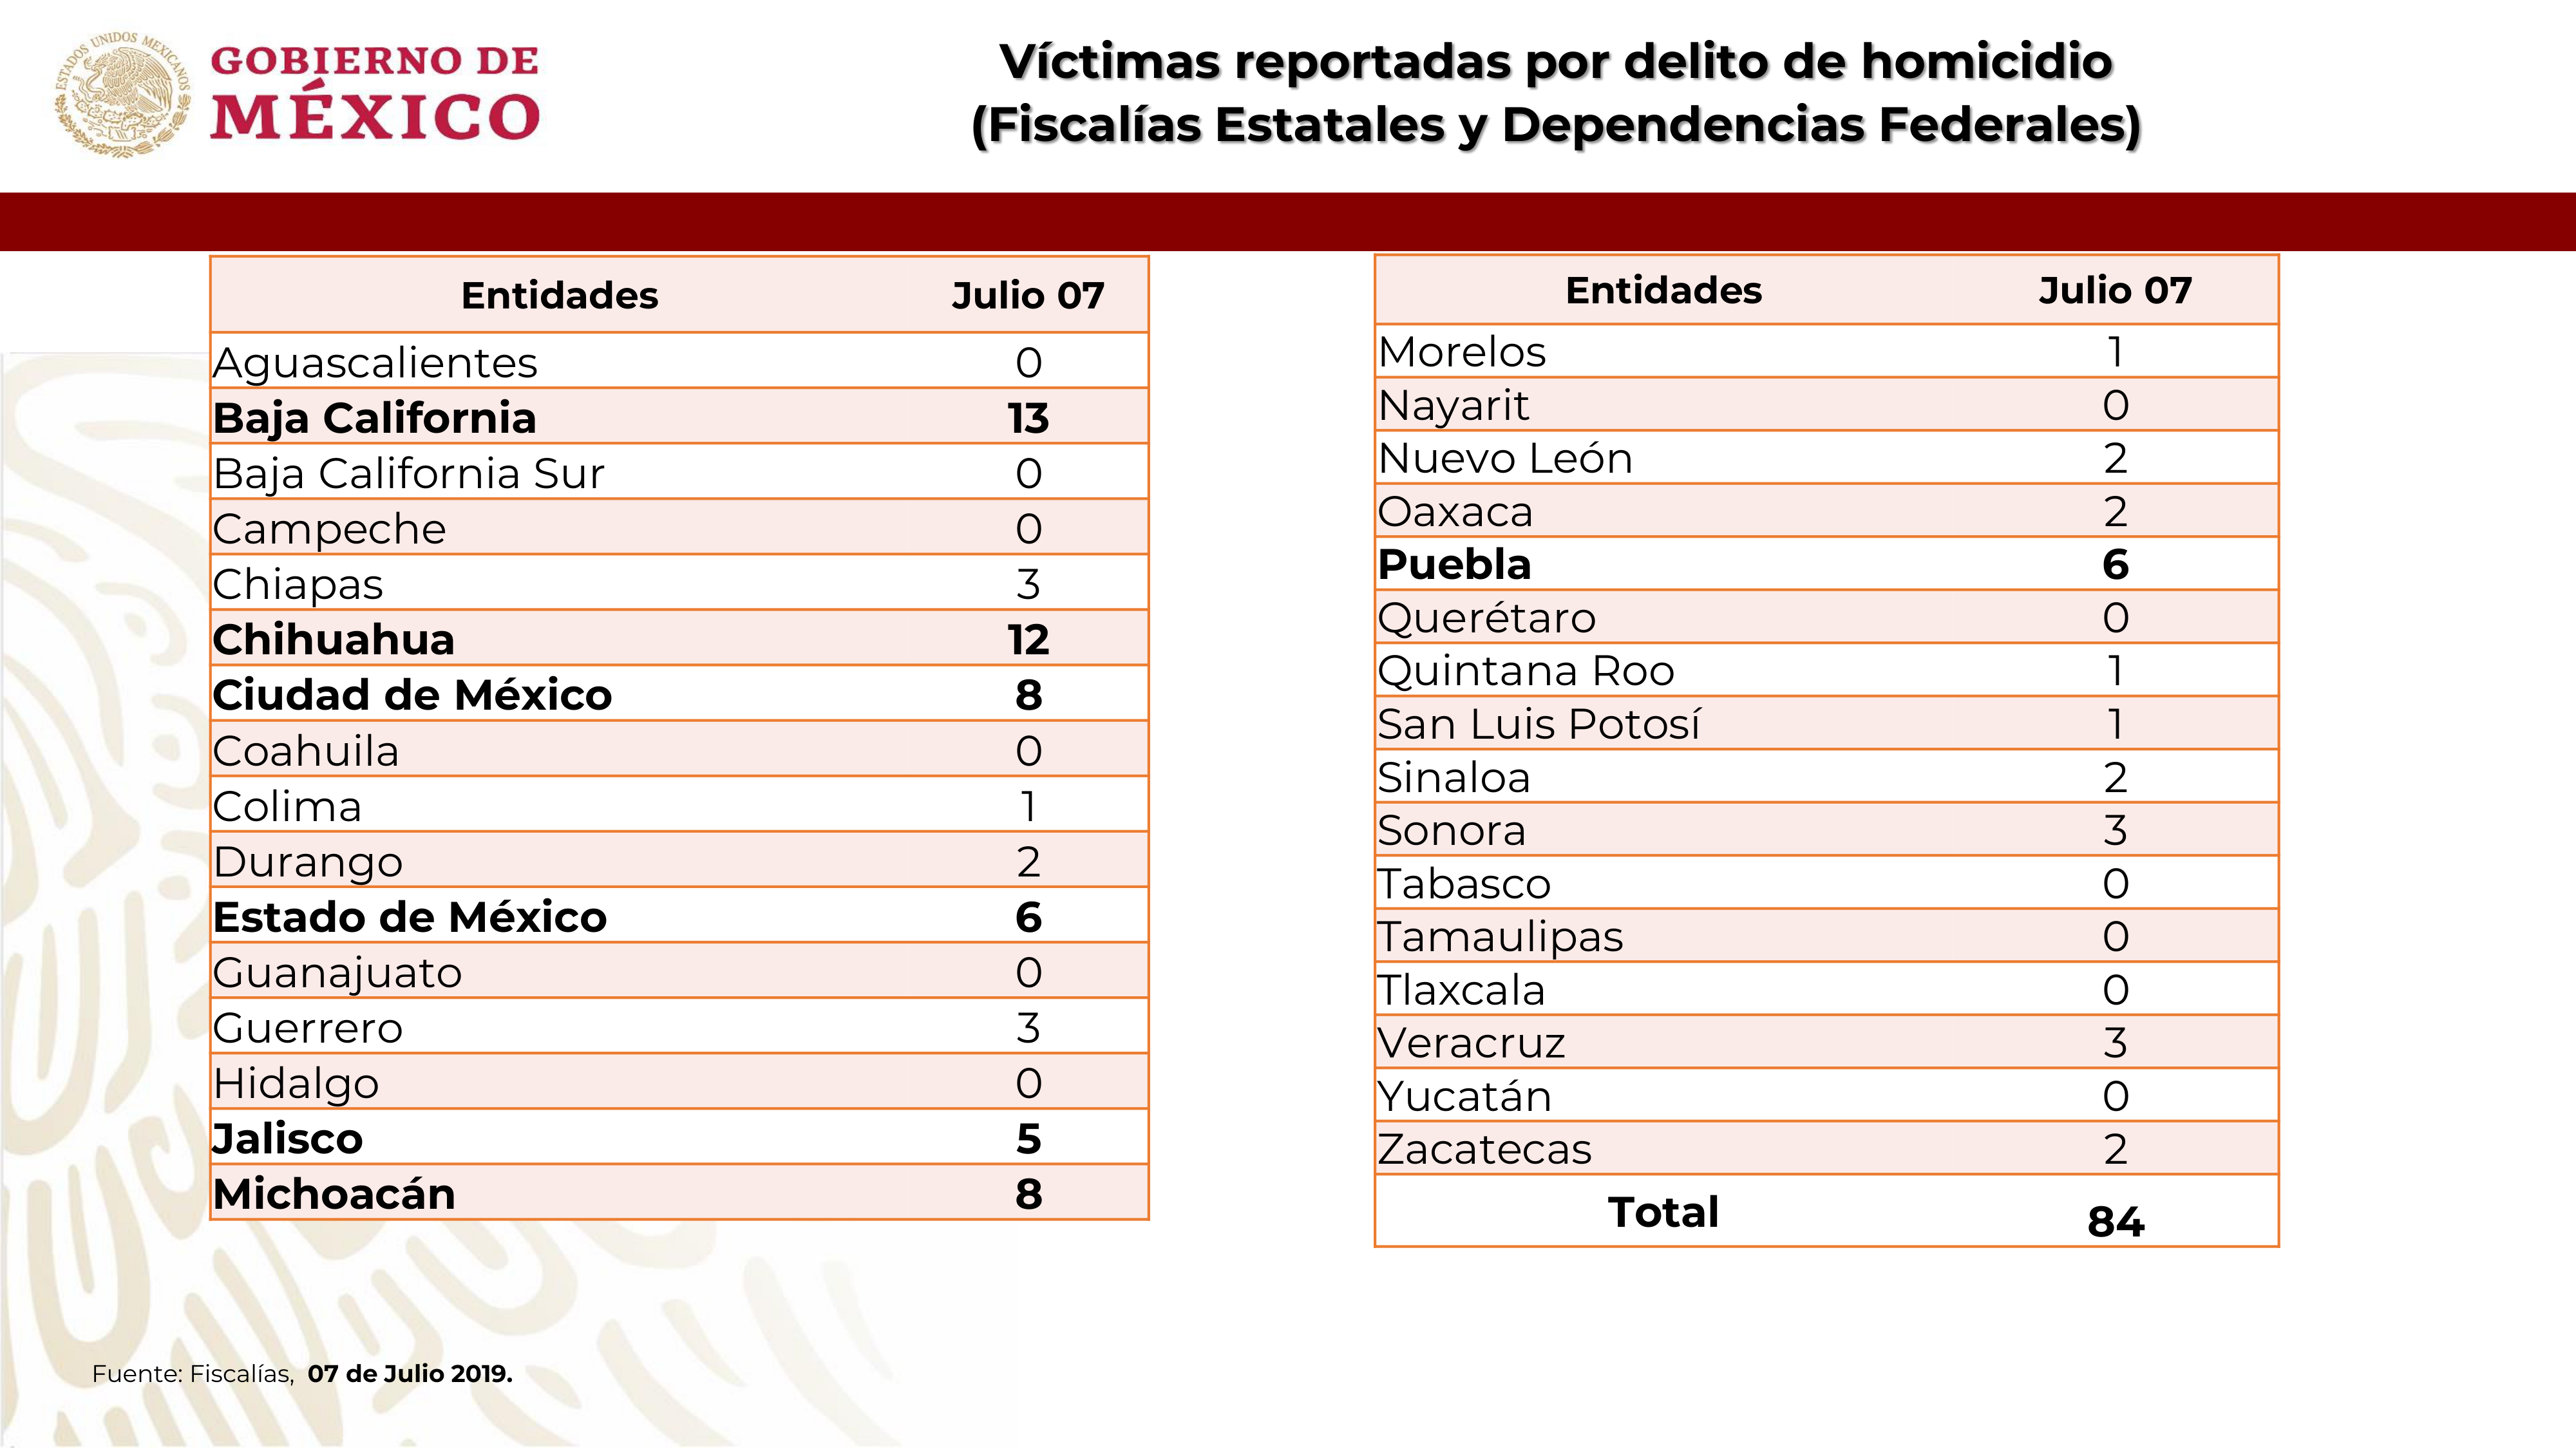 ESTADOS UNIDOS MEXICANOS
GOBIERNO DE
MÉXICO
Víctimas reportadas por delito de homicidio
(Fiscalías Estatales y Dependencias Federales)
Entidades Julio 07
Aguascalientes 0
Baja California 13
Baja California Sur 0
Campeche 0
Chiapas 3
Chihuahua 12
Ciudad de México 8
Coahuila 0
Colima 1
Durango 2
Estado de México 6
Guanajuato 0
Guerrero 3
Hidalgo 0
Jalisco 5
Michoacán 8
Entidades Julio 07
Morelos 1
Nayarit 0
Nuevo León 2
Oaxaca 2
Puebla 6
Querétaro 0
Quintana Roo 1
San Luis Potosí 1
Sinaloa 2
Sonora 3
Tabasco 0
Tamaulipas 0
Tlaxcala 0
Veracruz 3
Yucatán 0
Zacatecas 2
Total 84
Fuente: Fiscalías, 07 de Julio 2019.